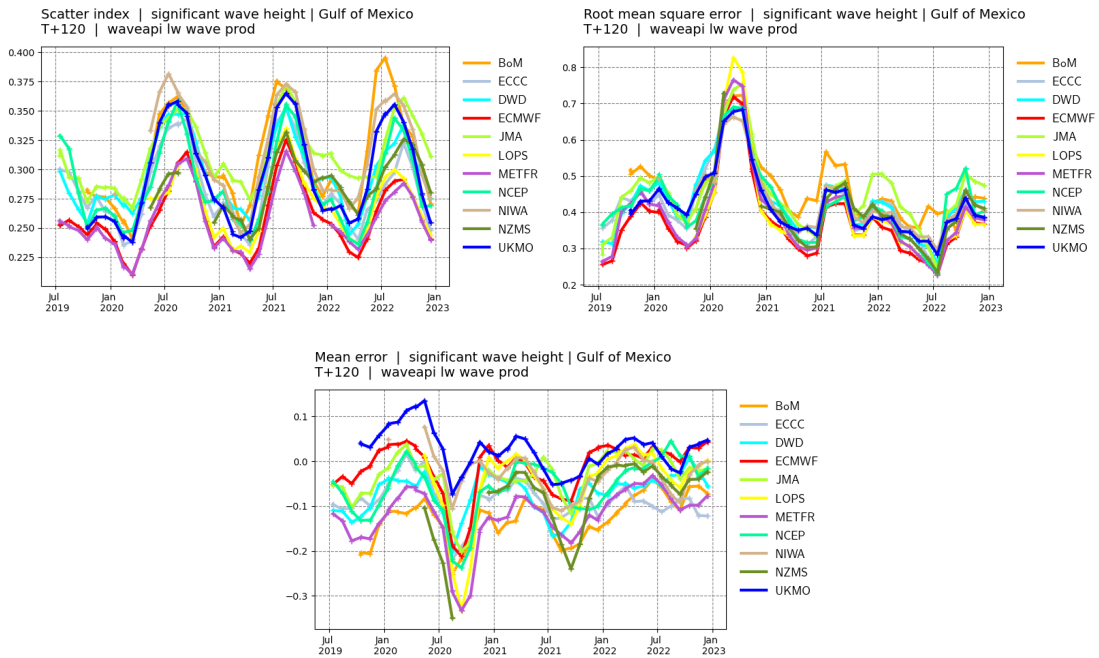 Scatter index | significant wave height | Gulf of Mexico
T+120 | waveapi lw wave prod
0.400
0.375
0.350
0.325
0.300
0.275
0.250
0.225
Jul 2019
Jan 2020
Jul 2020
Jan 2021
Jul 2021
Jan 2022
Jul 2022
Jan 2023
BoM
ECCC
DWD
ECMWF
JMA
LOPS
METFR
NCEP
NIWA
NZMS
UKMO
Root mean square error | significant wave height | Gulf of Mexico
T+120 | waveapi lw wave prod
0.8
0.7
0.6
0.5
0.4
0.3
0.2
Jul 2019
Jan 2020
Jul 2020
Jan 2021
Jul 2021
Jan 2022
Jul 2022
Jan 2023
BoM
ECCC
DWD
ECMWF
JMA
LOPS
METFR
NCEP
NIWA
NZMS
UKMO
Mean error | significant wave height | Gulf of Mexico
T+120 | waveapi lw wave prod
0.1
0.0
−0.1
−0.2
−0.3
Jul 2019
Jan 2020
Jul 2020
Jan 2021
Jul 2021
Jan 2022
Jul 2022
Jan 2023
BoM
ECCC
DWD
ECMWF
JMA
LOPS
METFR
NCEP
NIWA
NZMS
UKMO